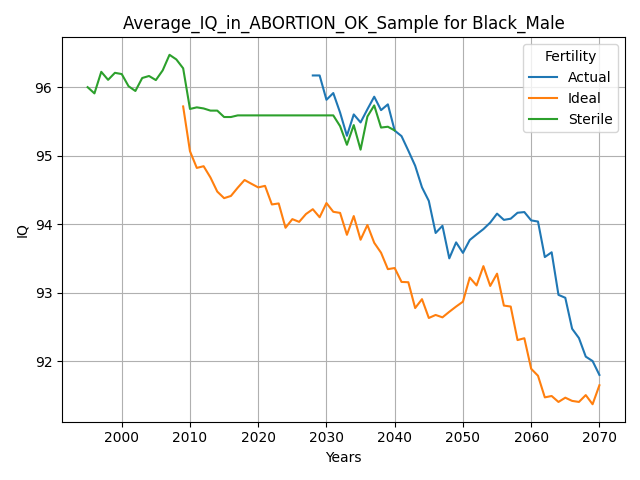 Average_IQ_in_ABORTION_OK_Sample for Black_Male
Fertility
Actual
Ideal
Sterile
IQ
96
95
94
93
92
2000
2010
2020
2030
2040
2050
2060
2070
Years